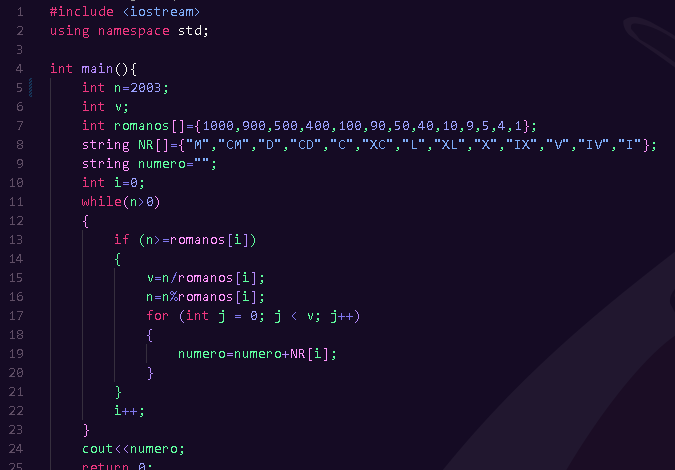 1 #include <iostream>
2 using namespace std;
3
4 int main(){
5 int n=2003;
6 int v;
7 int romanos[]={1000,900,500,400,100,90,50,40,10,9,5,4,1};
8 string NR[]={"M","CM","D","CD","C","XC","L","XL","X","IX","V","IV","I"};
9 string numero="";
10 int i=0;
11 while(n>0)
12 {
13 if (n>=romanos[i])
14 {
15 v=n/romanos[i];
16 n=n%romanos[i];
17 for (int j = 0; j < v; j++)
18 {
19 numero=numero+NR[i];
20 }
21 }
22 i++;
23 }
24 cout<<numero;
25 return 0;